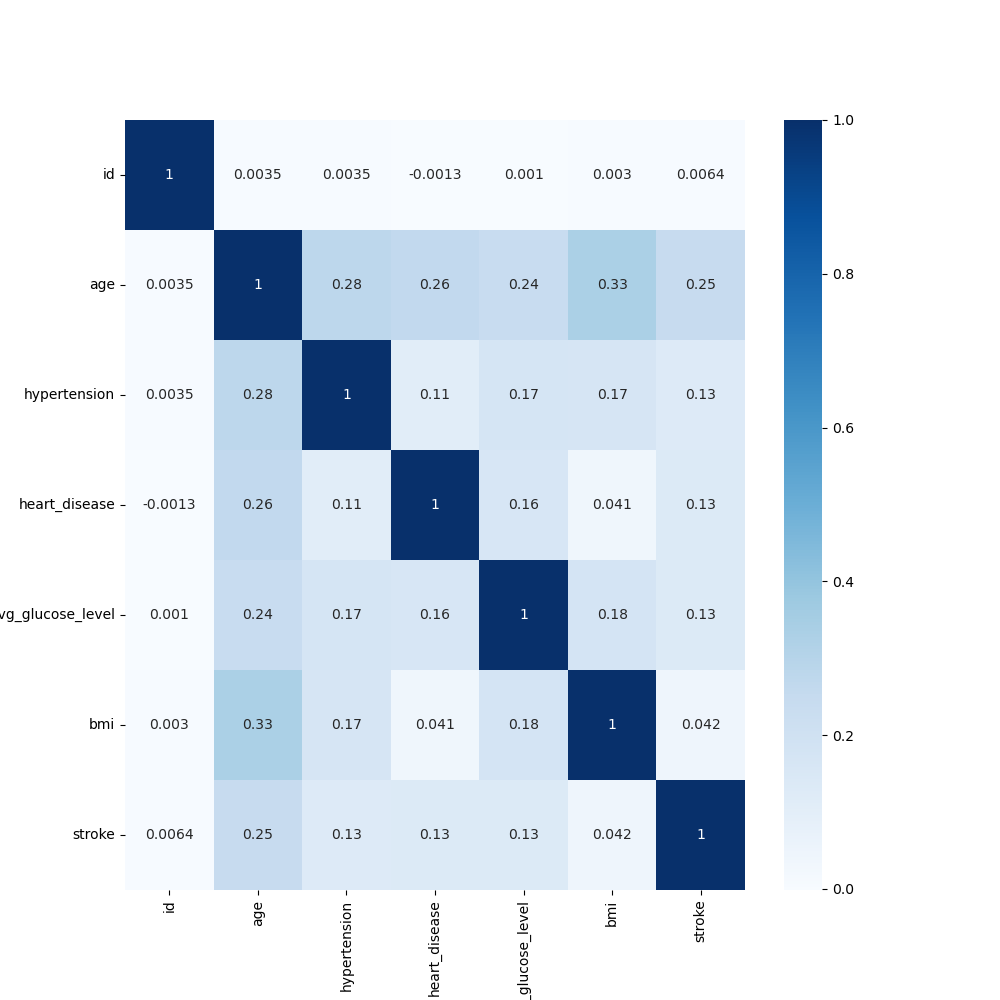 id 1 0.0035 0.0035 -0.0013 0.001 0.003 0.0064
age 0.0035 1 0.28 0.26 0.24 0.33 0.25
hypertension 0.0035 0.28 1 0.11 0.17 0.17 0.13
heart_disease -0.0013 0.26 0.11 1 0.16 0.041 0.13
vg_glucose_level 0.001 0.24 0.17 0.16 1 0.18 0.13
bmi 0.003 0.33 0.17 0.041 0.18 1 0.042
stroke 0.0064 0.25 0.13 0.13 0.13 0.042 1
id
age
hypertension
heart_disease
_glucose_level
bmi
stroke
1.0
0.8
0.6
0.4
0.2
0.0